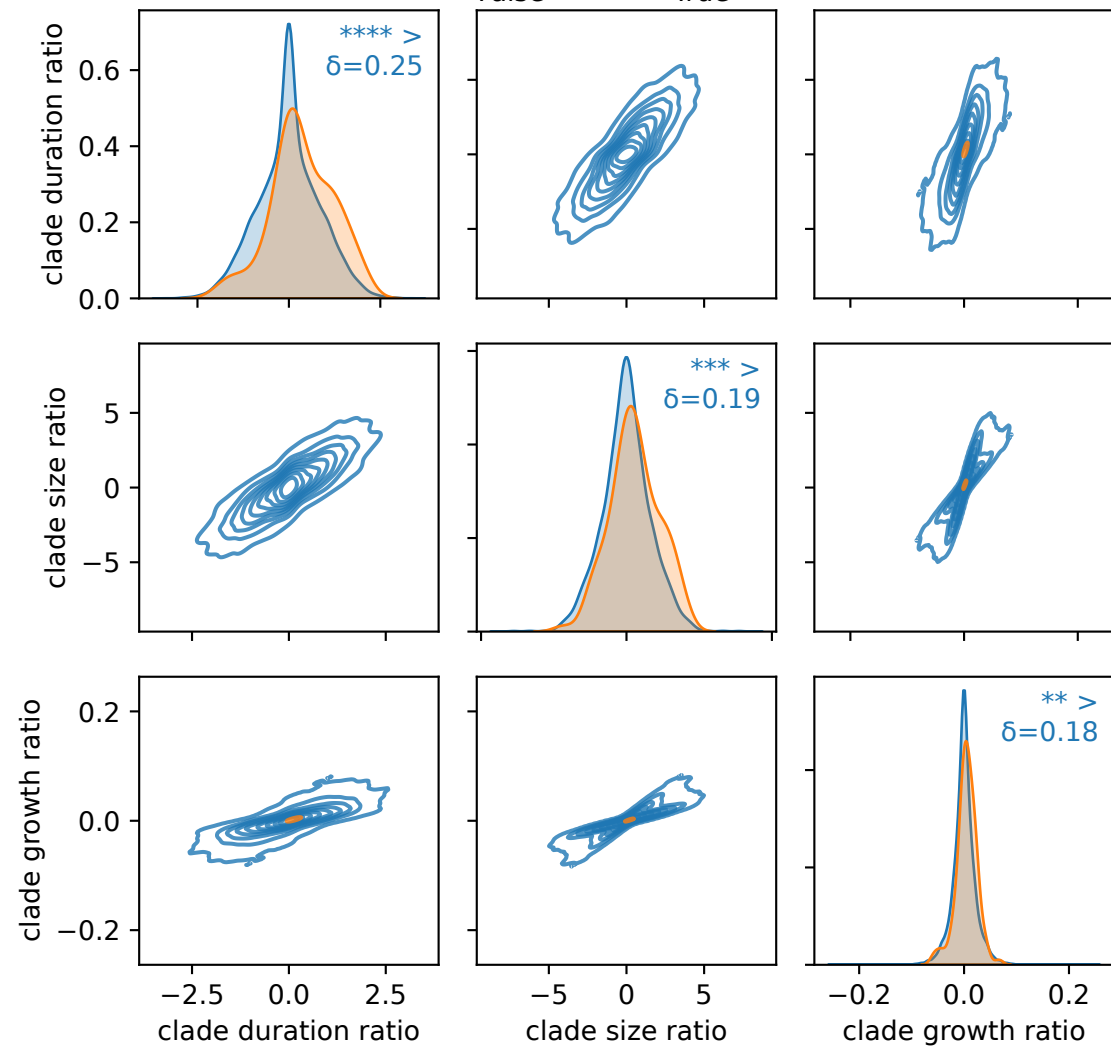 **** >
δ=0.25
clade duration ratio
0.6
0.4
0.2
0.0
*** >
δ=0.19
clade size ratio
5
0
−5
** >
δ=0.18
clade growth ratio
0.2
0.0
−0.2
−2.5 0.0 2.5 −5 0 5 −0.2 0.0 0.2
clade duration ratio clade size ratio clade growth ratio